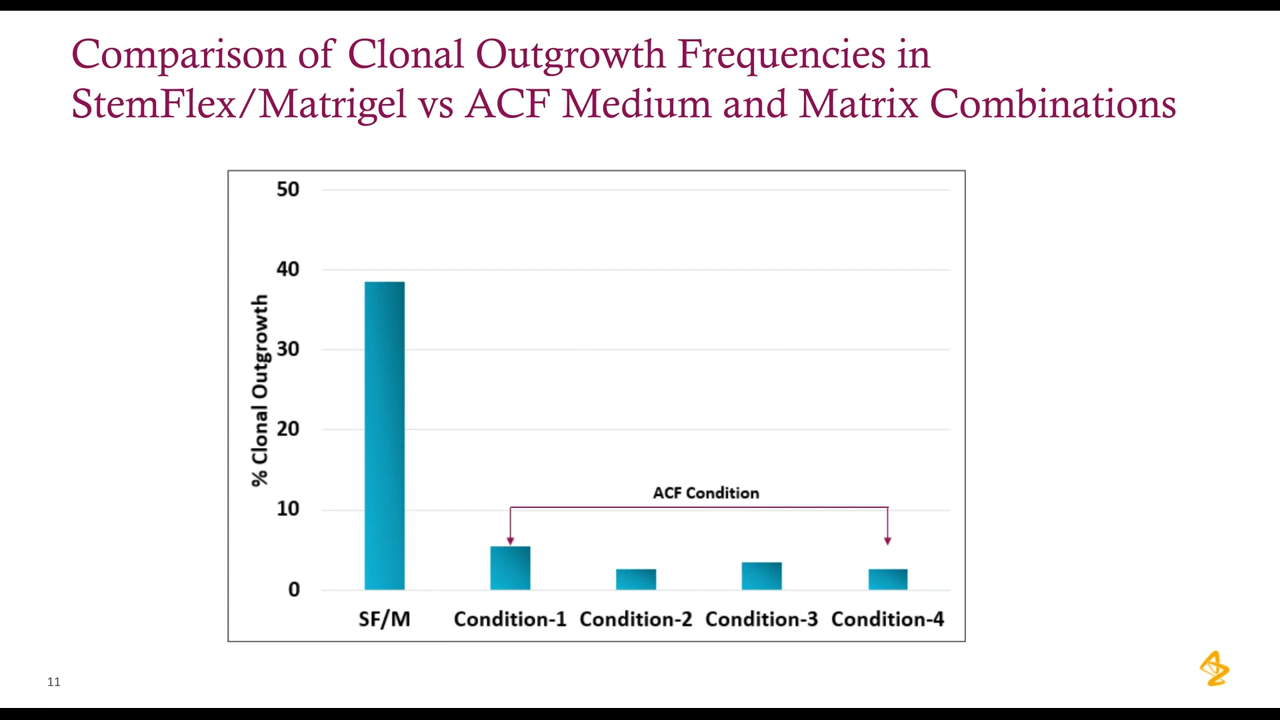 Comparison of Clonal Outgrowth Frequencies in
StemFlex/Matrigel vs ACF Medium and Matrix Combinations
50
40
30
20
10
0
% Clonal Outgrowth
ACF Condition
SF/M Condition-1 Condition-2 Condition-3 Condition-4
11